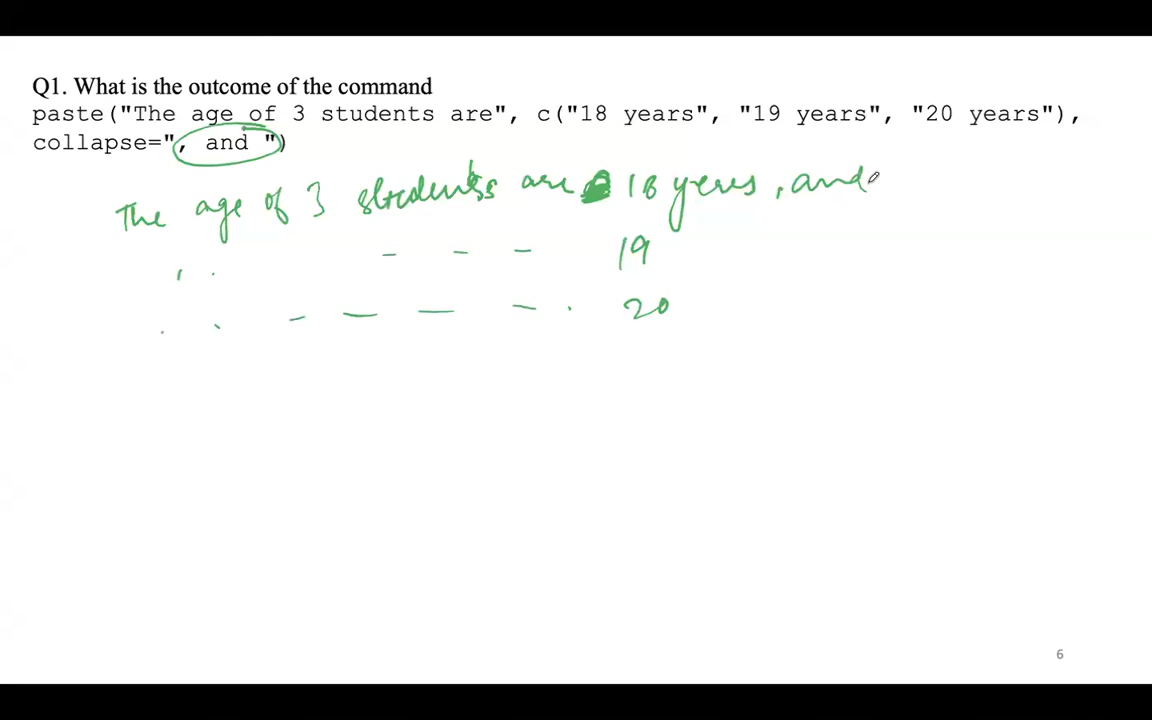 Q1. What is the outcome of the command
paste("The age of 3 students are", c("18 years", "19 years", "20 years"),
collapse=", and ")
The age of 3 students are 18 yeres , and
- - - 19
- — — - . 20
6